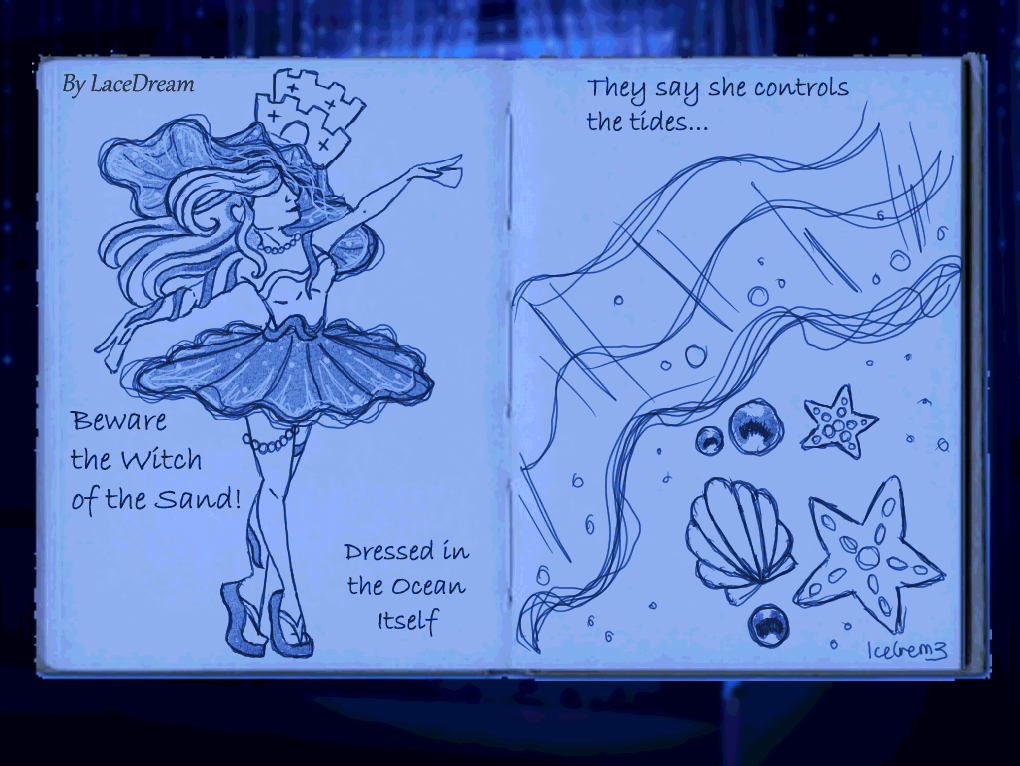 By LaceDream
Beware
the Witch
of the Sand!
Dressed in
the Ocean
Itself
They say she controls
the tides...
IceGem3